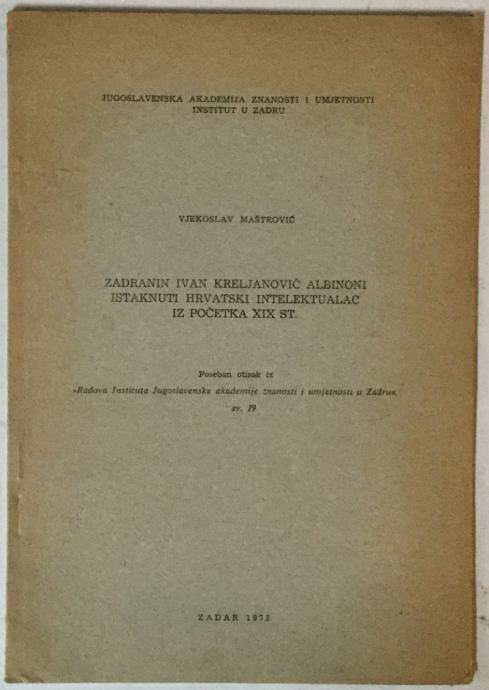 JUGOSLAVENSKA AKADEMIJA ZNANOSTI I UMJETNOSTI
INSTITUT U ZADRU
VJEKOSLAV MAŠTROVIĆ
ZADRANIN IVAN KRELJANOVIĆ ALBINONI
ISTAKNUTI HRVATSKI INTELEKTUALAC
IZ POČETKA XIX ST.
Poseban otisak iz
»Radova Instituta Jugoslavenske akademije znanosti i umjetnosti u Zadru«,
sv. 19
ZADAR 1972